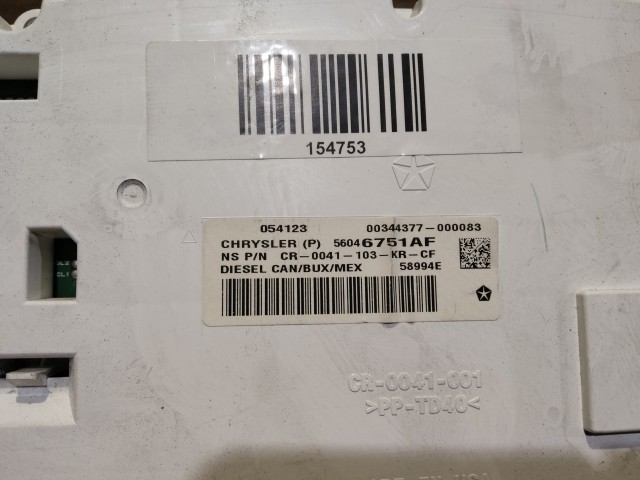 154753
054123 00344377-000083
CHRYSLER (P) 56046751AF
NS P/N CR-0041-103-KR-CF
DIESEL CAN/BUX/MEX 58994E
CR-0041-001
>PP-TD40<